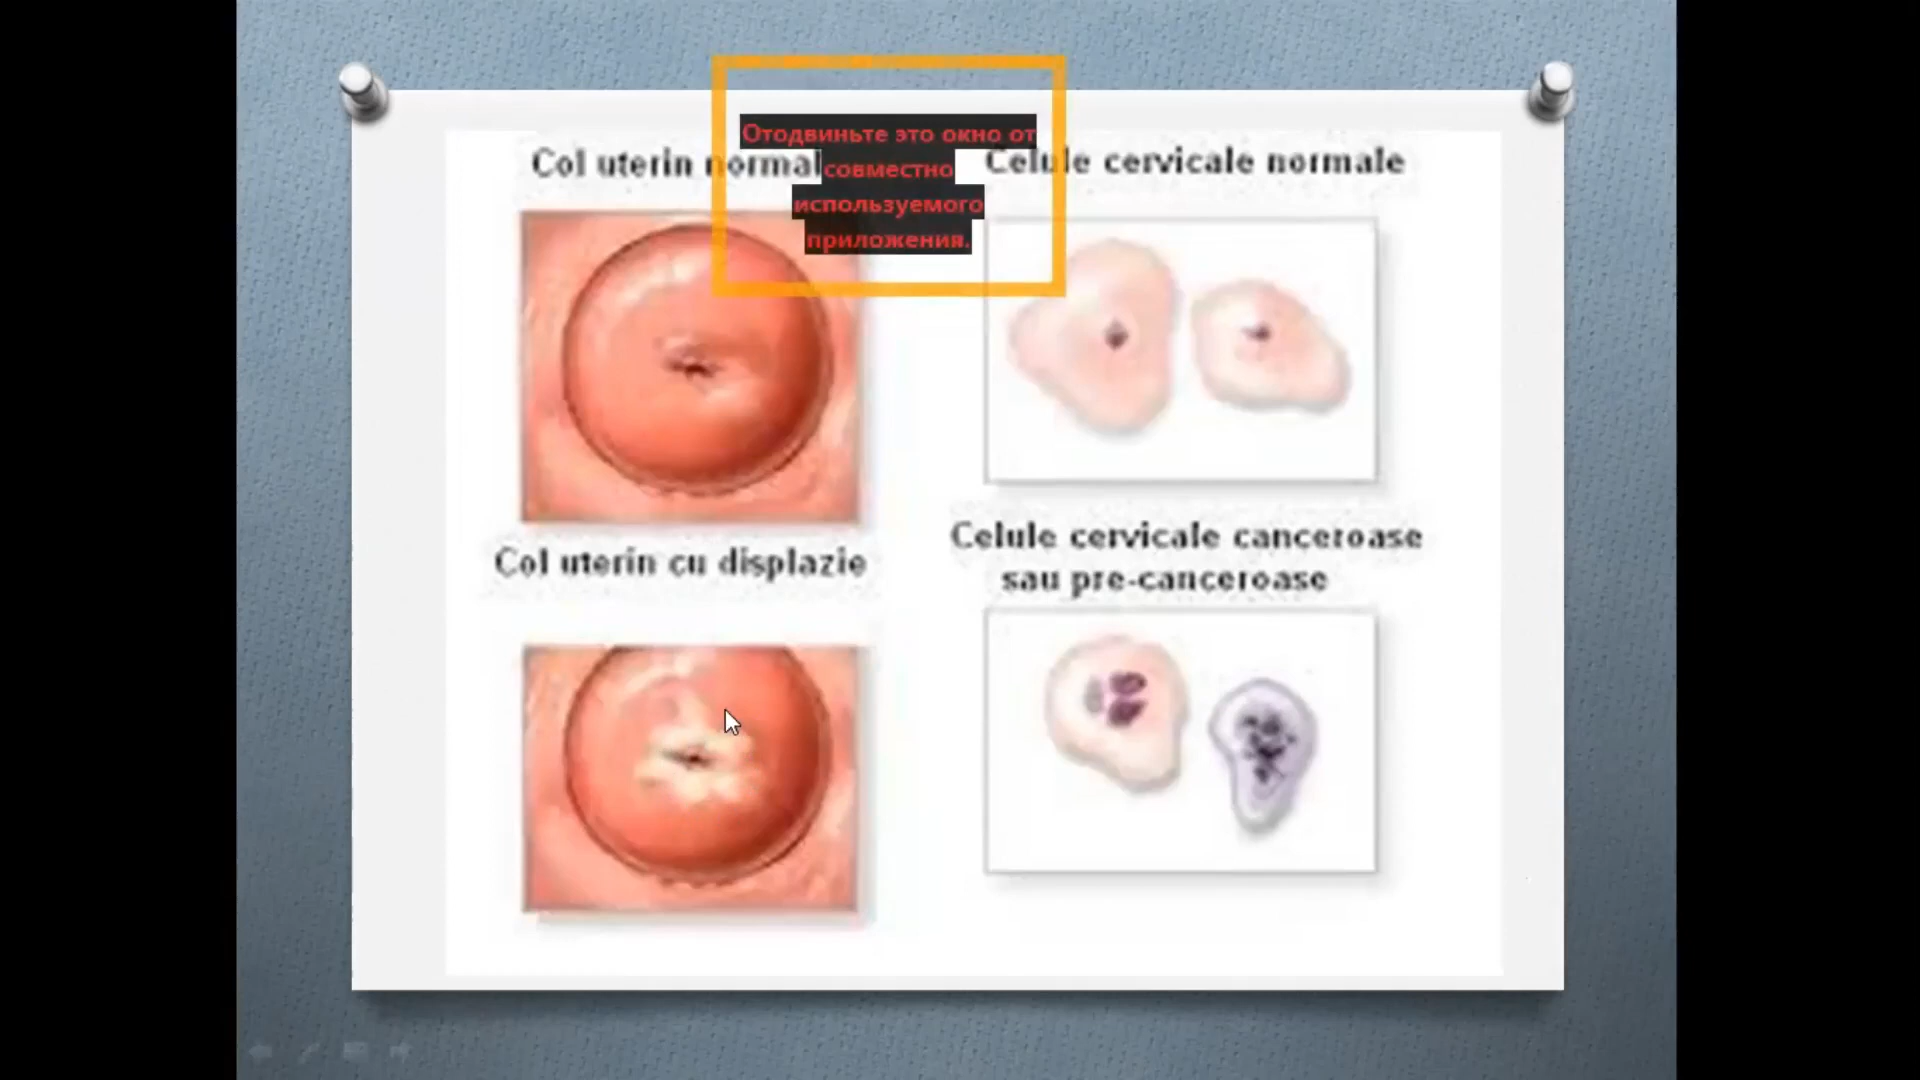 Отодвиньте это окно от
совместно
используемого
приложения.
Col uterin normal
Celule cervicale normale
Col uterin cu displazie
Celule cervicale canceroase
sau pre-canceroase